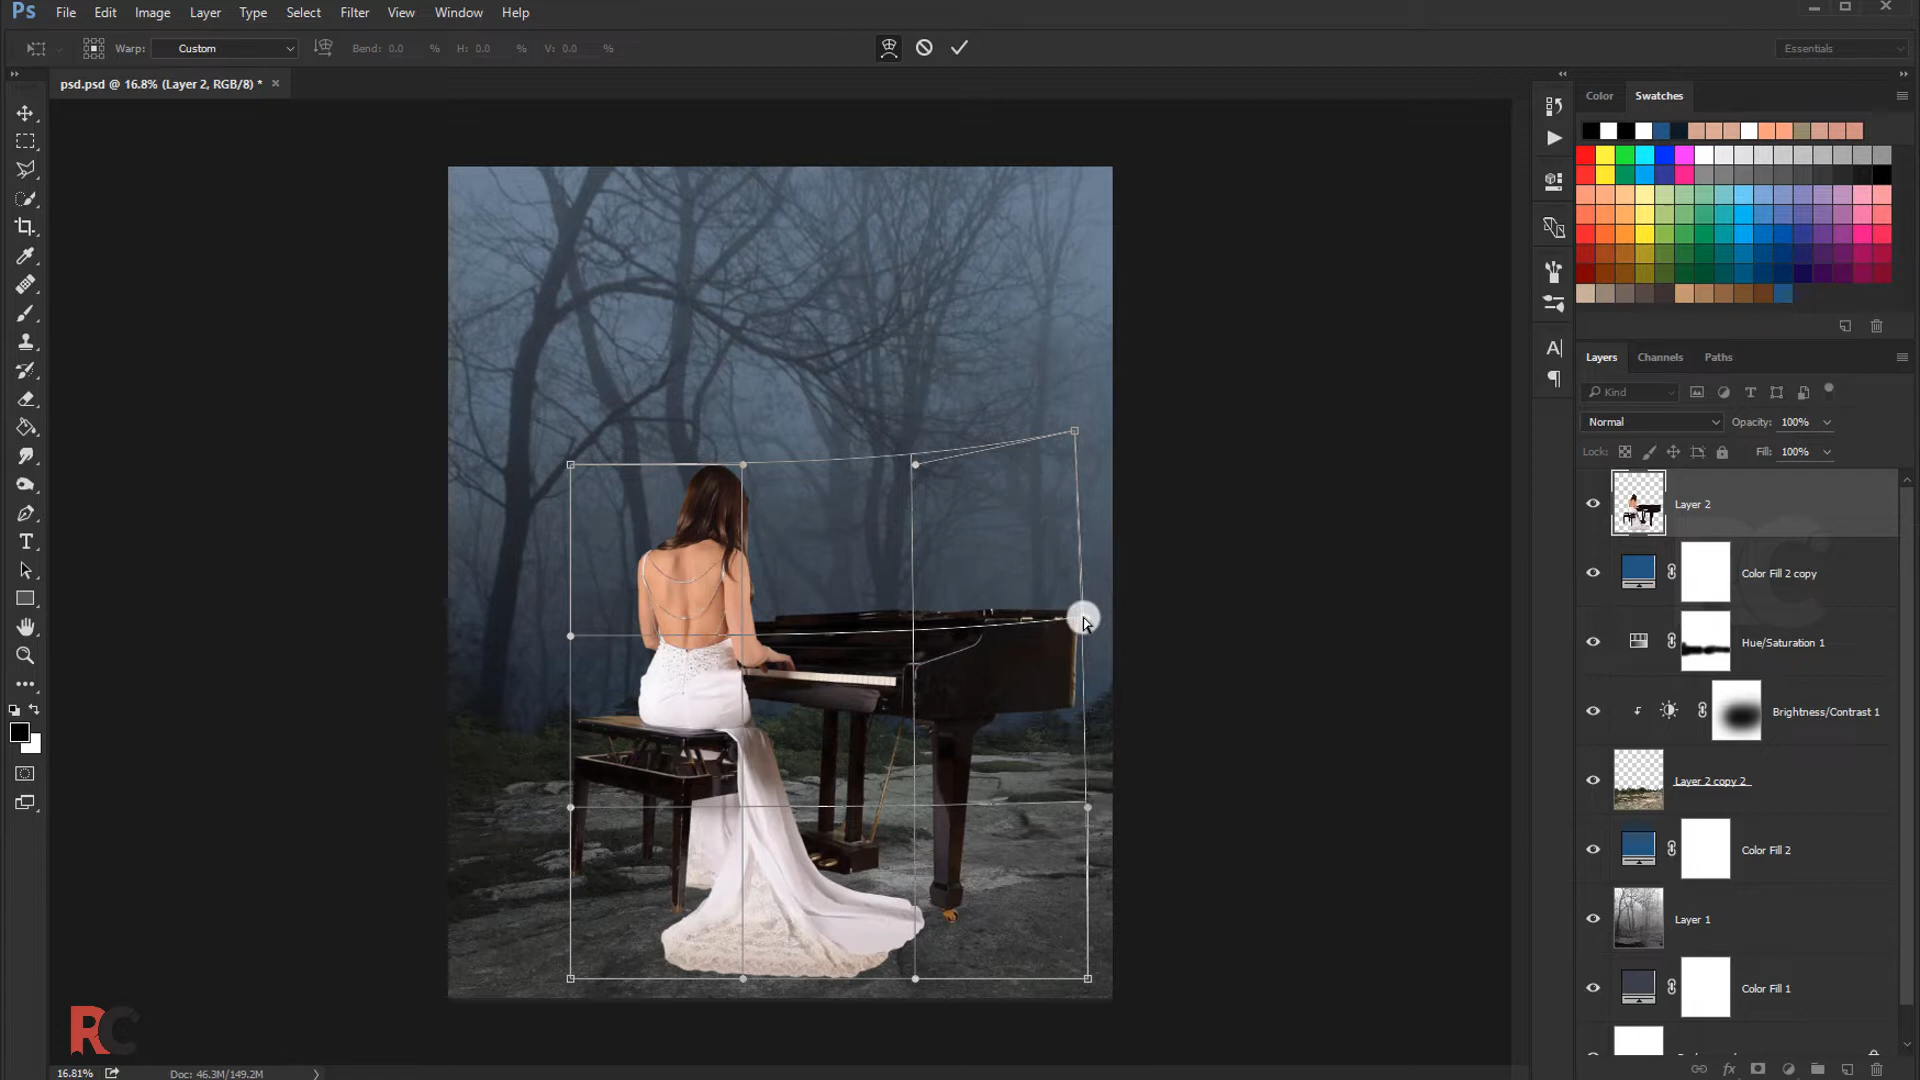 Ps File Edit Image Layer Type Select Filter View Window Help
Warp: Custom Bend: 0.0 % H: 0.0 % V: 0.0 % Essentials
psd.psd @ 16.8% (Layer 2, RGB/8) * ×
Color Swatches
Layers Channels Paths
Kind
Normal Opacity: 100%
Lock: Fill: 100%
Layer 2
Color Fill 2 copy
Hue/Saturation 1
Brightness/Contrast 1
Layer 2 copy 2
Color Fill 2
Layer 1
Color Fill 1
RC
RC
16.81% Doc: 46.3M/149.2M